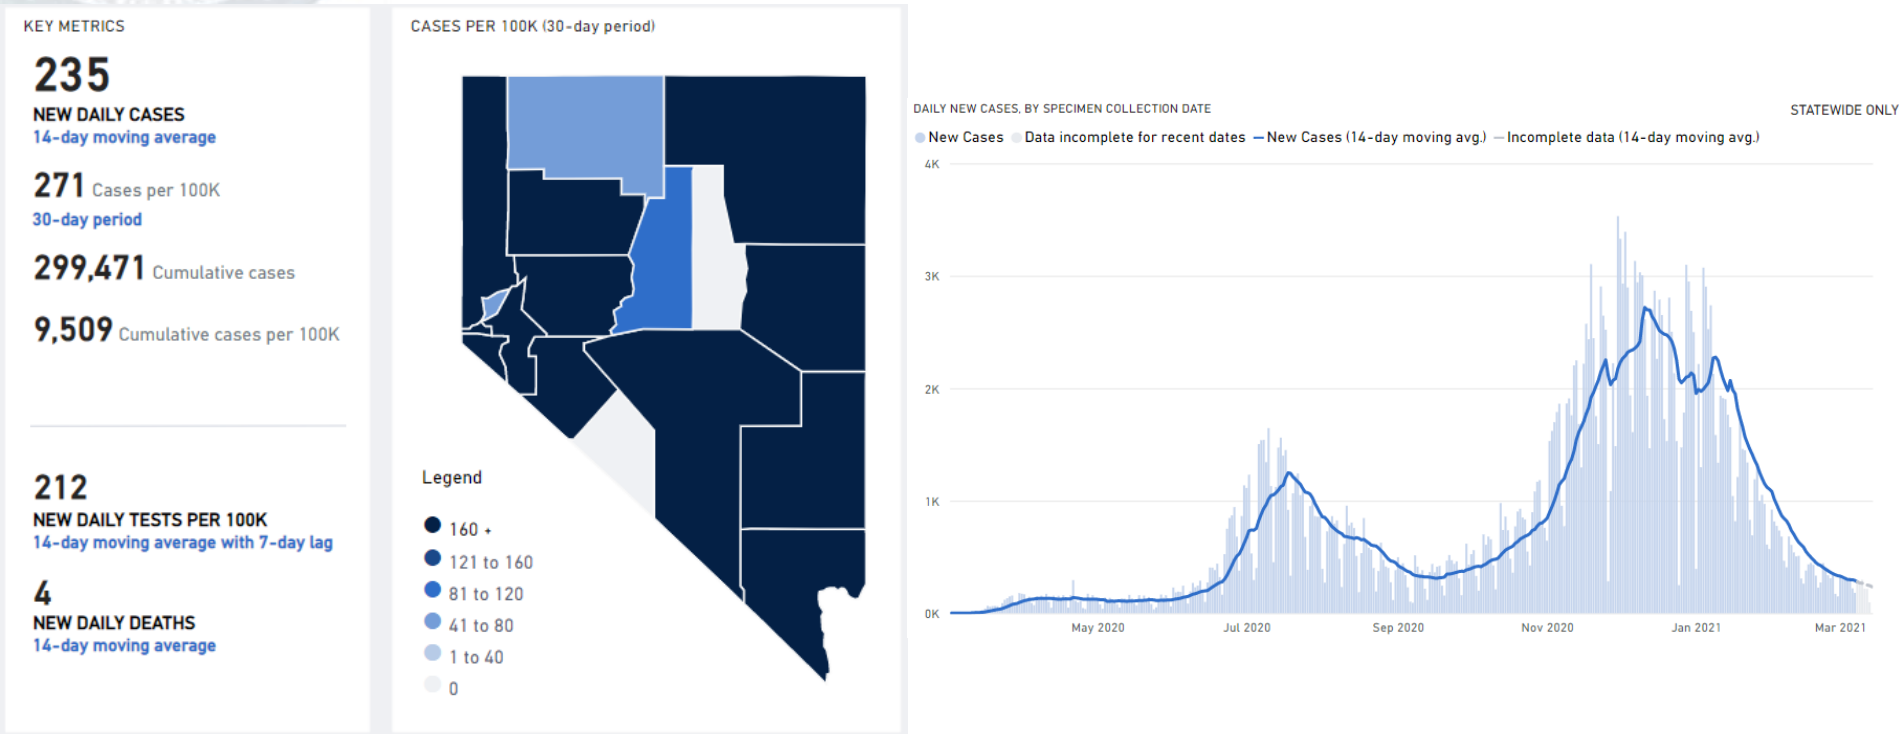 KEY METRICS
235
NEW DAILY CASES
14-day moving average
271 Cases per 100K
30-day period
299,471 Cumulative cases
9,509 Cumulative cases per 100K
212
NEW DAILY TESTS PER 100K
14-day moving average with 7-day lag
4
NEW DAILY DEATHS
14-day moving average
CASES PER 100K (30-day period)
Legend
160 +
121 to 160
81 to 120
41 to 80
1 to 40
0
DAILY NEW CASES, BY SPECIMEN COLLECTION DATE
STATEWIDE ONLY
New Cases Data incomplete for recent dates New Cases (14-day moving avg.) Incomplete data (14-day moving avg.)
4K
3K
2K
1K
0K
May 2020 Jul 2020 Sep 2020 Nov 2020 Jan 2021 Mar 2021